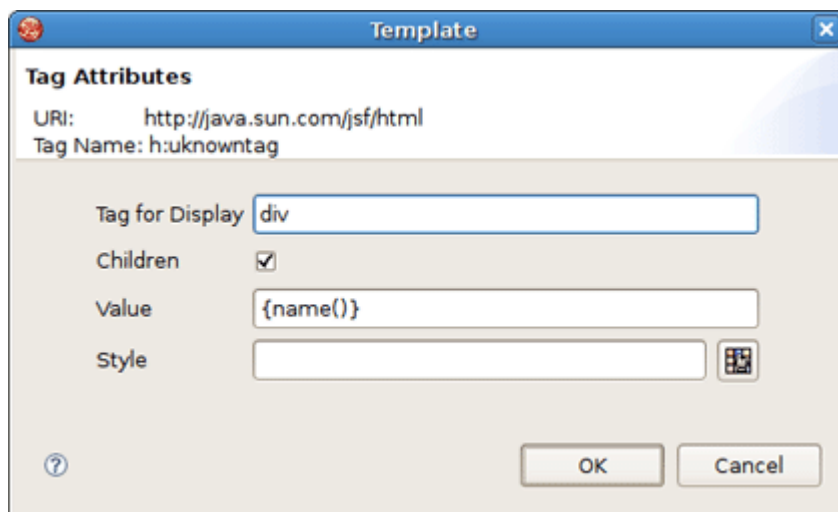 Template
Tag Attributes
URI: http://java.sun.com/jsf/html
Tag Name: h:uknowntag
Tag for Display div
Children
Value {name()}
Style
OK Cancel